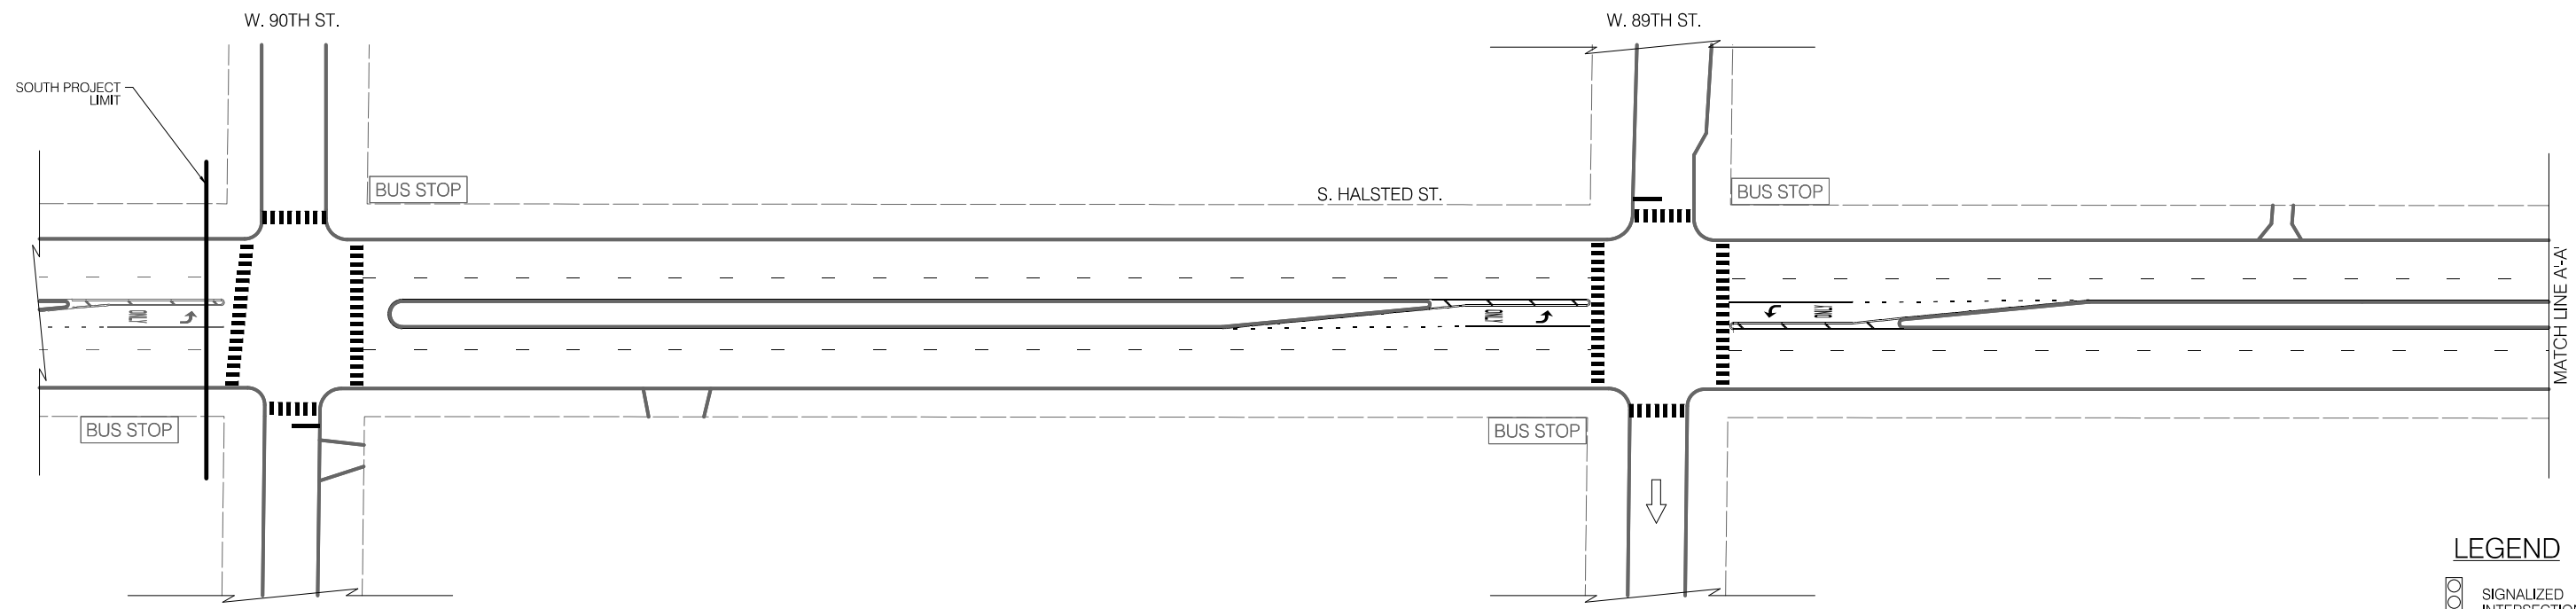 W. 90TH ST.
W. 89TH ST.
SOUTH PROJECT
LIMIT
BUS STOP
S. HALSTED ST.
BUS STOP
ONLY
ONLY
ONLY
MATCH LINE A'-A'
BUS STOP
BUS STOP
LEGEND
SIGNALIZED
INTERSECTION